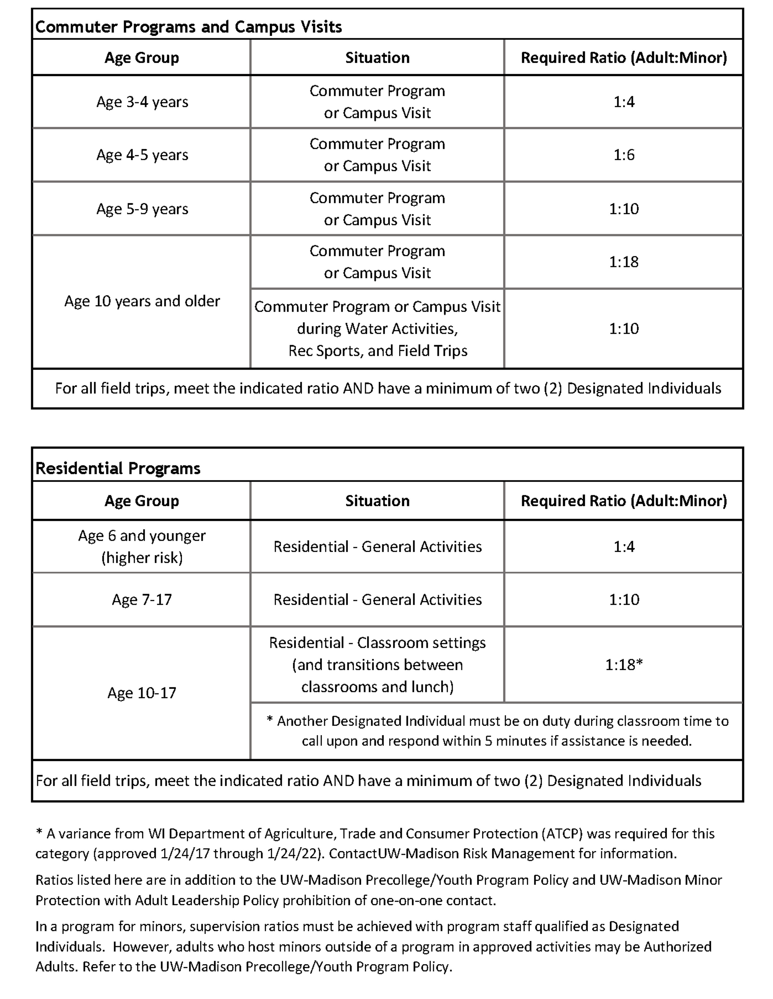 Commuter Programs and Campus Visits
Age Group
Situation
Required Ratio (Adult:Minor)
Age 3-4 years
Commuter Program
or Campus Visit
1:4
Age 4-5 years
Commuter Program
or Campus Visit
1:6
Age 5-9 years
Commuter Program
or Campus Visit
1:10
Age 10 years and older
Commuter Program
or Campus Visit
1:18
Commuter Program or Campus Visit
during Water Activities,
Rec Sports, and Field Trips
1:10
For all field trips, meet the indicated ratio AND have a minimum of two (2) Designated Individuals
Residential Programs
Age Group
Situation
Required Ratio (Adult:Minor)
Age 6 and younger
(higher risk)
Residential - General Activities
1:4
Age 7-17
Residential - General Activities
1:10
Age 10-17
Residential - Classroom settings
(and transitions between
classrooms and lunch)
1:18*
* Another Designated Individual must be on duty during classroom time to
call upon and respond within 5 minutes if assistance is needed.
For all field trips, meet the indicated ratio AND have a minimum of two (2) Designated Individuals
* A variance from WI Department of Agriculture, Trade and Consumer Protection (ATCP) was required for this
category (approved 1/24/17 through 1/24/22). ContactUW-Madison Risk Management for information.
Ratios listed here are in addition to the UW-Madison Precollege/Youth Program Policy and UW-Madison Minor
Protection with Adult Leadership Policy prohibition of one-on-one contact.
In a program for minors, supervision ratios must be achieved with program staff qualified as Designated
Individuals.  However, adults who host minors outside of a program in approved activities may be Authorized
Adults. Refer to the UW-Madison Precollege/Youth Program Policy.